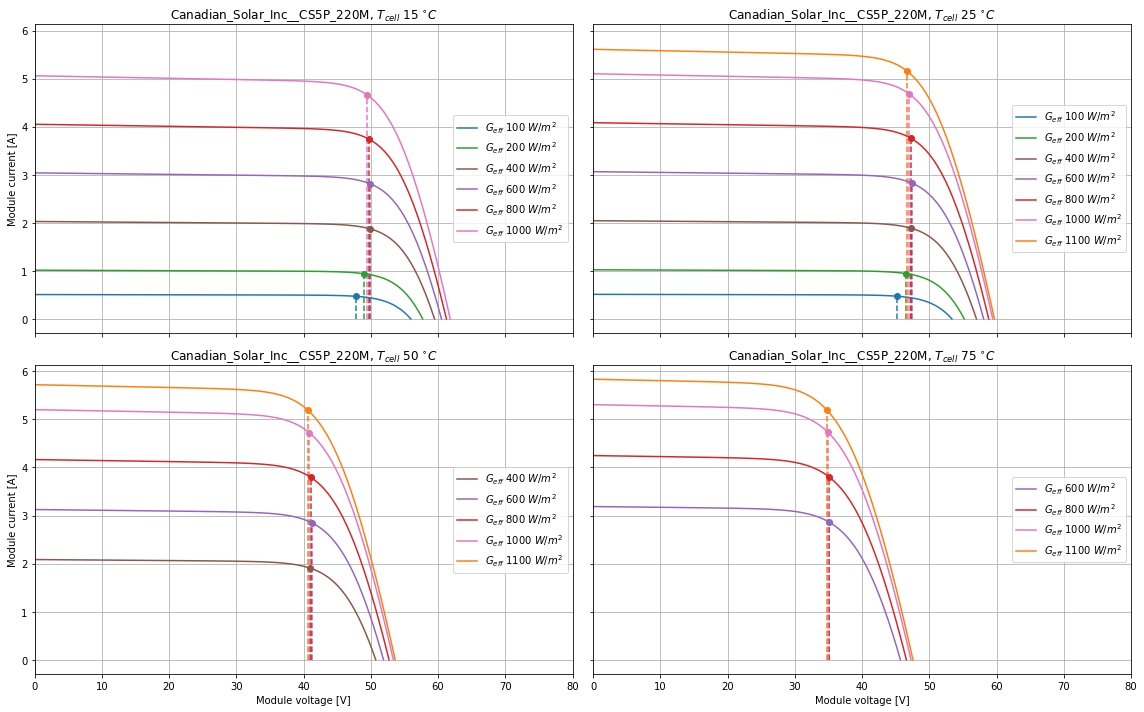 Canadian_Solar_Inc__CS5P_220M, T_cell 15 °C
Module current [A]
6
5
4
3
2
1
0
G_eff 100 W/m²
G_eff 200 W/m²
G_eff 400 W/m²
G_eff 600 W/m²
G_eff 800 W/m²
G_eff 1000 W/m²
Canadian_Solar_Inc__CS5P_220M, T_cell 25 °C
G_eff 100 W/m²
G_eff 200 W/m²
G_eff 400 W/m²
G_eff 600 W/m²
G_eff 800 W/m²
G_eff 1000 W/m²
G_eff 1100 W/m²
Canadian_Solar_Inc__CS5P_220M, T_cell 50 °C
Module current [A]
6
5
4
3
2
1
0
G_eff 400 W/m²
G_eff 600 W/m²
G_eff 800 W/m²
G_eff 1000 W/m²
G_eff 1100 W/m²
0 10 20 30 40 50 60 70 80
Module voltage [V]
Canadian_Solar_Inc__CS5P_220M, T_cell 75 °C
G_eff 600 W/m²
G_eff 800 W/m²
G_eff 1000 W/m²
G_eff 1100 W/m²
0 10 20 30 40 50 60 70 80
Module voltage [V]